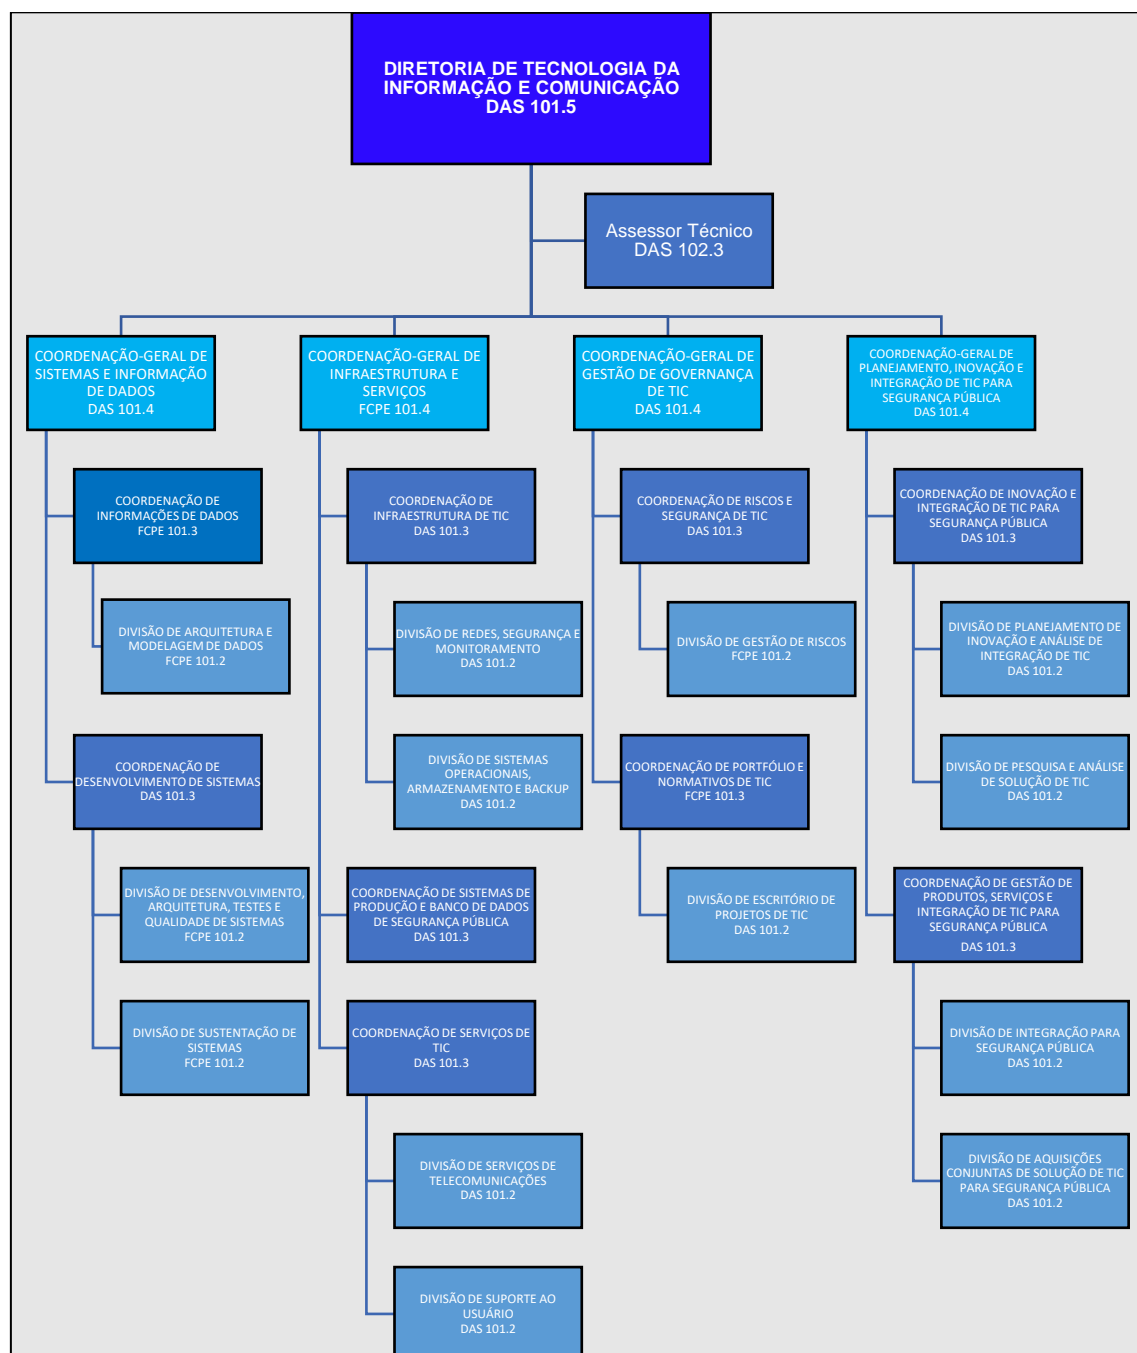 DIRETORIA DE TECNOLOGIA DA
INFORMAÇÃO E COMUNICAÇÃO
DAS 101.5
Assessor Técnico
DAS 102.3
COORDENAÇÃO-GERAL DE
SISTEMAS E INFORMAÇÃO
DE DADOS
DAS 101.4
COORDENAÇÃO DE
INFORMAÇÕES DE DADOS
FCPE 101.3
DIVISÃO DE ARQUITETURA E
MODELAGEM DE DADOS
FCPE 101.2
COORDENAÇÃO DE
DESENVOLVIMENTO DE SISTEMAS
DAS 101.3
DIVISÃO DE DESENVOLVIMENTO,
ARQUITETURA, TESTES E
QUALIDADE DE SISTEMAS
FCPE 101.2
DIVISÃO DE SUSTENTAÇÃO DE
SISTEMAS
FCPE 101.2
COORDENAÇÃO-GERAL DE
INFRAESTRUTURA E
SERVIÇOS
FCPE 101.4
COORDENAÇÃO DE
INFRAESTRUTURA DE TIC
DAS 101.3
DIVISÃO DE REDES, SEGURANÇA E
MONITORAMENTO
DAS 101.2
DIVISÃO DE SISTEMAS
OPERACIONAIS,
ARMAZENAMENTO E BACKUP
DAS 101.2
COORDENAÇÃO DE SISTEMAS DE
PRODUÇÃO E BANCO DE DADOS
DE SEGURANÇA PÚBLICA
DAS 101.3
COORDENAÇÃO DE SERVIÇOS DE
TIC
DAS 101.3
DIVISÃO DE SERVIÇOS DE
TELECOMUNICAÇÕES
DAS 101.2
DIVISÃO DE SUPORTE AO
USUÁRIO
DAS 101.2
COORDENAÇÃO-GERAL DE
GESTÃO DE GOVERNANÇA
DE TIC
DAS 101.4
COORDENAÇÃO DE RISCOS E
SEGURANÇA DE TIC
DAS 101.3
DIVISÃO DE GESTÃO DE RISCOS
FCPE 101.2
COORDENAÇÃO DE PORTFÓLIO E
NORMATIVOS DE TIC
FCPE 101.3
DIVISÃO DE ESCRITÓRIO DE
PROJETOS DE TIC
DAS 101.2
COORDENAÇÃO-GERAL DE
PLANEJAMENTO, INOVAÇÃO E
INTEGRAÇÃO DE TIC PARA
SEGURANÇA PÚBLICA
DAS 101.4
COORDENAÇÃO DE INOVAÇÃO E
INTEGRAÇÃO DE TIC PARA
SEGURANÇA PÚBLICA
DAS 101.3
DIVISÃO DE PLANEJAMENTO DE
INOVAÇÃO E ANÁLISE DE
INTEGRAÇÃO DE TIC
DAS 101.2
DIVISÃO DE PESQUISA E ANÁLISE
DE SOLUÇÃO DE TIC
DAS 101.2
COORDENAÇÃO DE GESTÃO DE
PRODUTOS, SERVIÇOS E
INTEGRAÇÃO DE TIC PARA
SEGURANÇA PÚBLICA
DAS 101.3
DIVISÃO DE INTEGRAÇÃO PARA
SEGURANÇA PÚBLICA
DAS 101.2
DIVISÃO DE AQUISIÇÕES
CONJUNTAS DE SOLUÇÃO DE TIC
PARA SEGURANÇA PÚBLICA
DAS 101.2